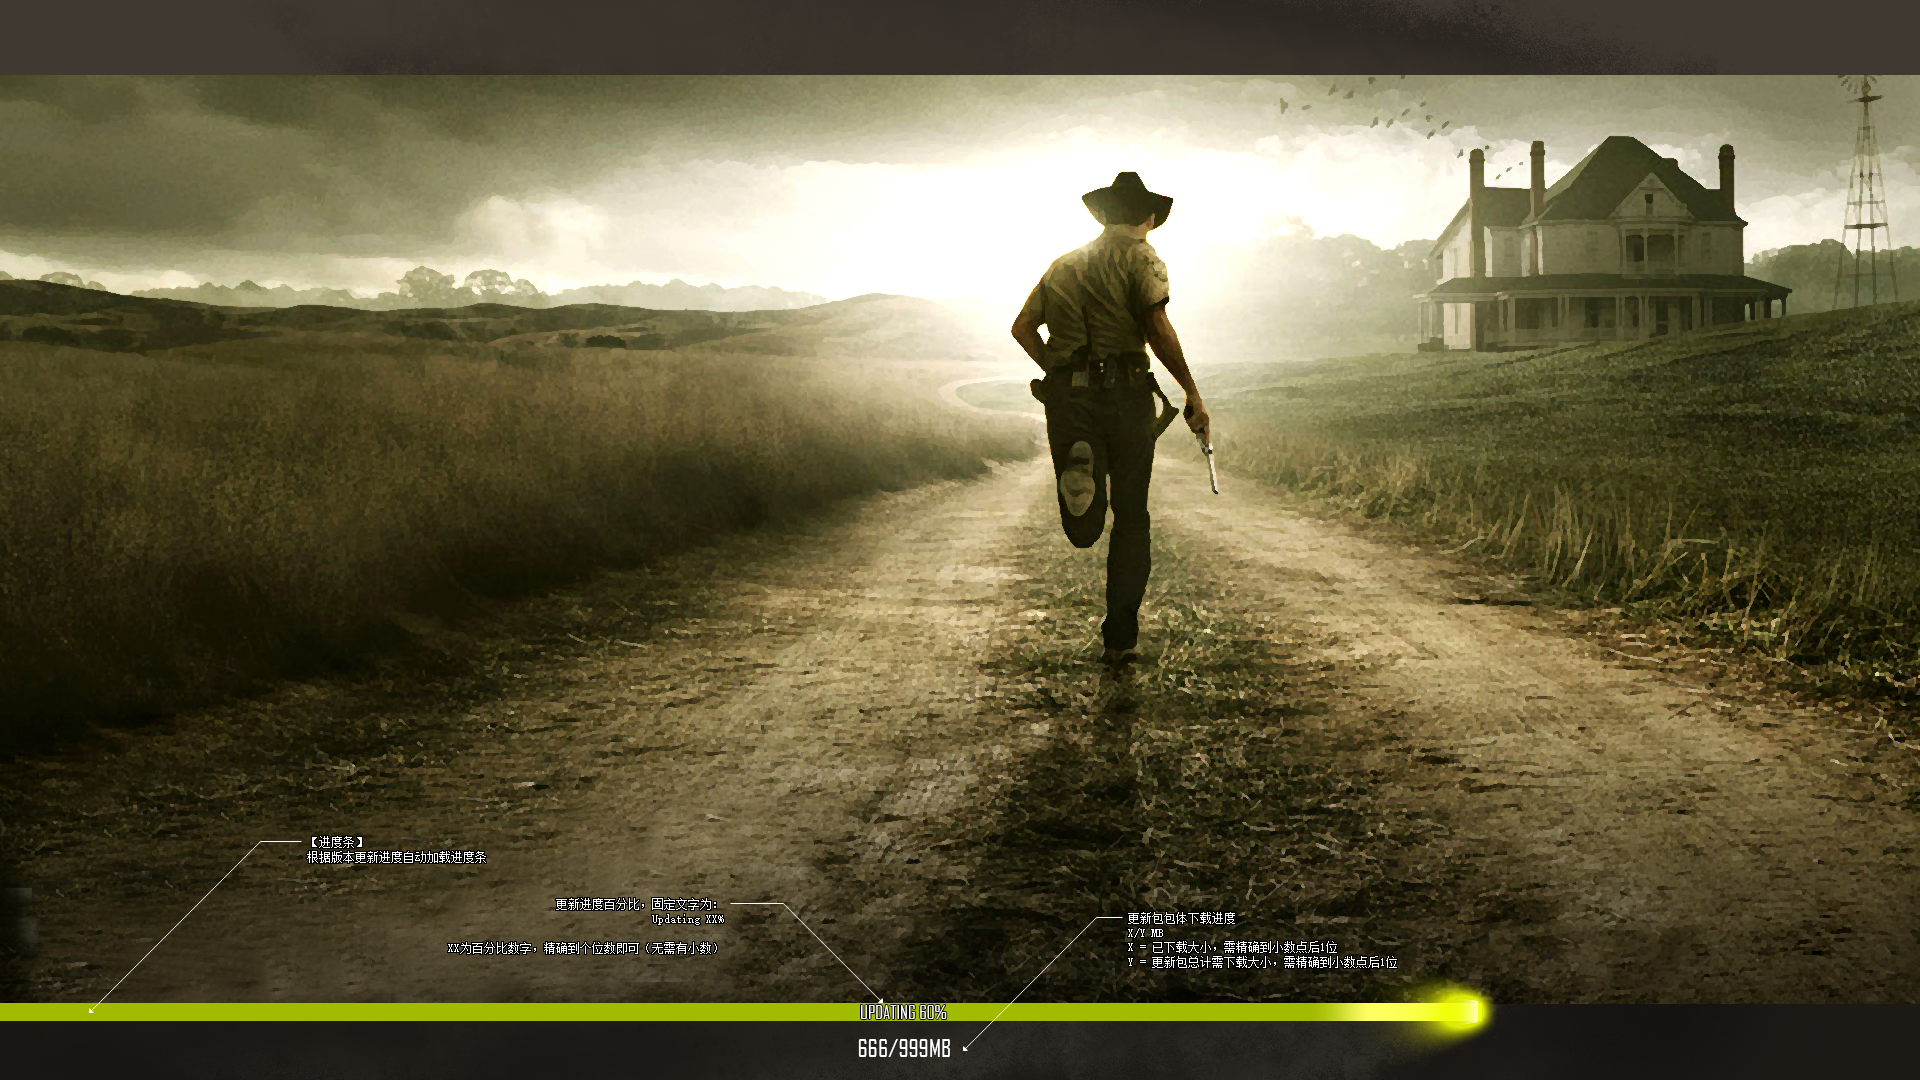 【进度条】
根据版本更新进度自动加载进度条
更新进度百分比，固定文字为：
Updating XX%
XX为百分比数字，精确到个位数即可（无需有小数）
更新包包体下载进度
X/Y MB
X = 已下载大小，需精确到小数点后1位
Y = 更新包总计需下载大小，需精确到小数点后1位
UPDATING 60%
666/999MB